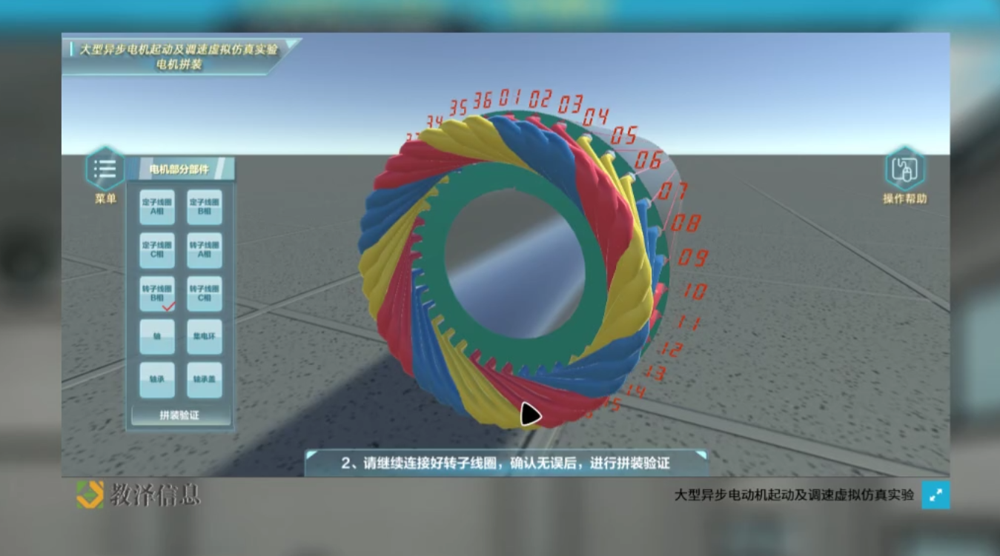 大型异步电机起动及调速虚拟仿真实验
电机拼装
35 36 01 02 03 04 05 06 07 08 09 10 11 12 13 14
34
菜单
电机部分部件
定子线圈 A相
定子线圈 B相
定子线圈 C相
转子线圈 A相
转子线圈 B相
转子线圈 C相
轴
集电环
轴承
轴承盖
拼装验证
操作帮助
2、请继续连接好转子线圈，确认无误后，进行拼装验证
教泽信息
大型异步电动机起动及调速虚拟仿真实验